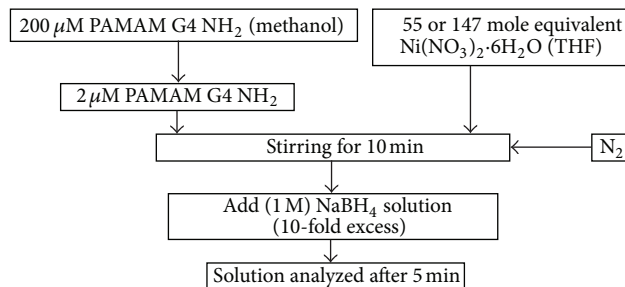 200 μM PAMAM G4 NH₂ (methanol)
55 or 147 mole equivalent
Ni(NO₃)₂·6H₂O (THF)
2 μM PAMAM G4 NH₂
Stirring for 10 min
N₂
Add (1 M) NaBH₄ solution
(10-fold excess)
Solution analyzed after 5 min